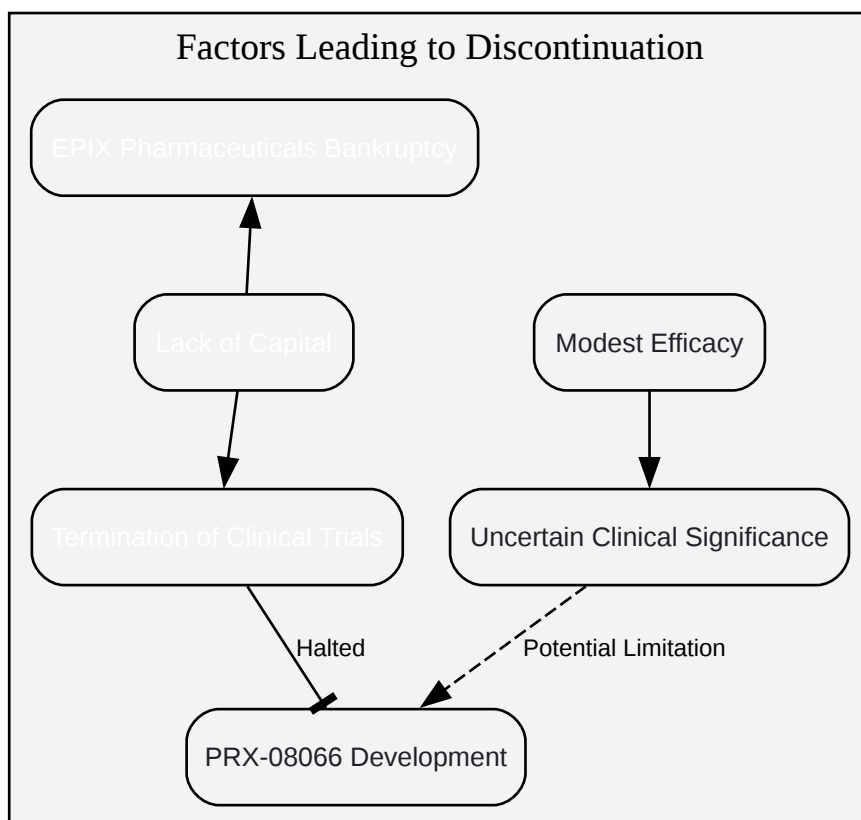 Factors Leading to Discontinuation
EPIX Pharmaceuticals Bankruptcy
Lack of Capital
Modest Efficacy
Termination of Clinical Trials
Uncertain Clinical Significance
Halted
Potential Limitation
PRX-08066 Development